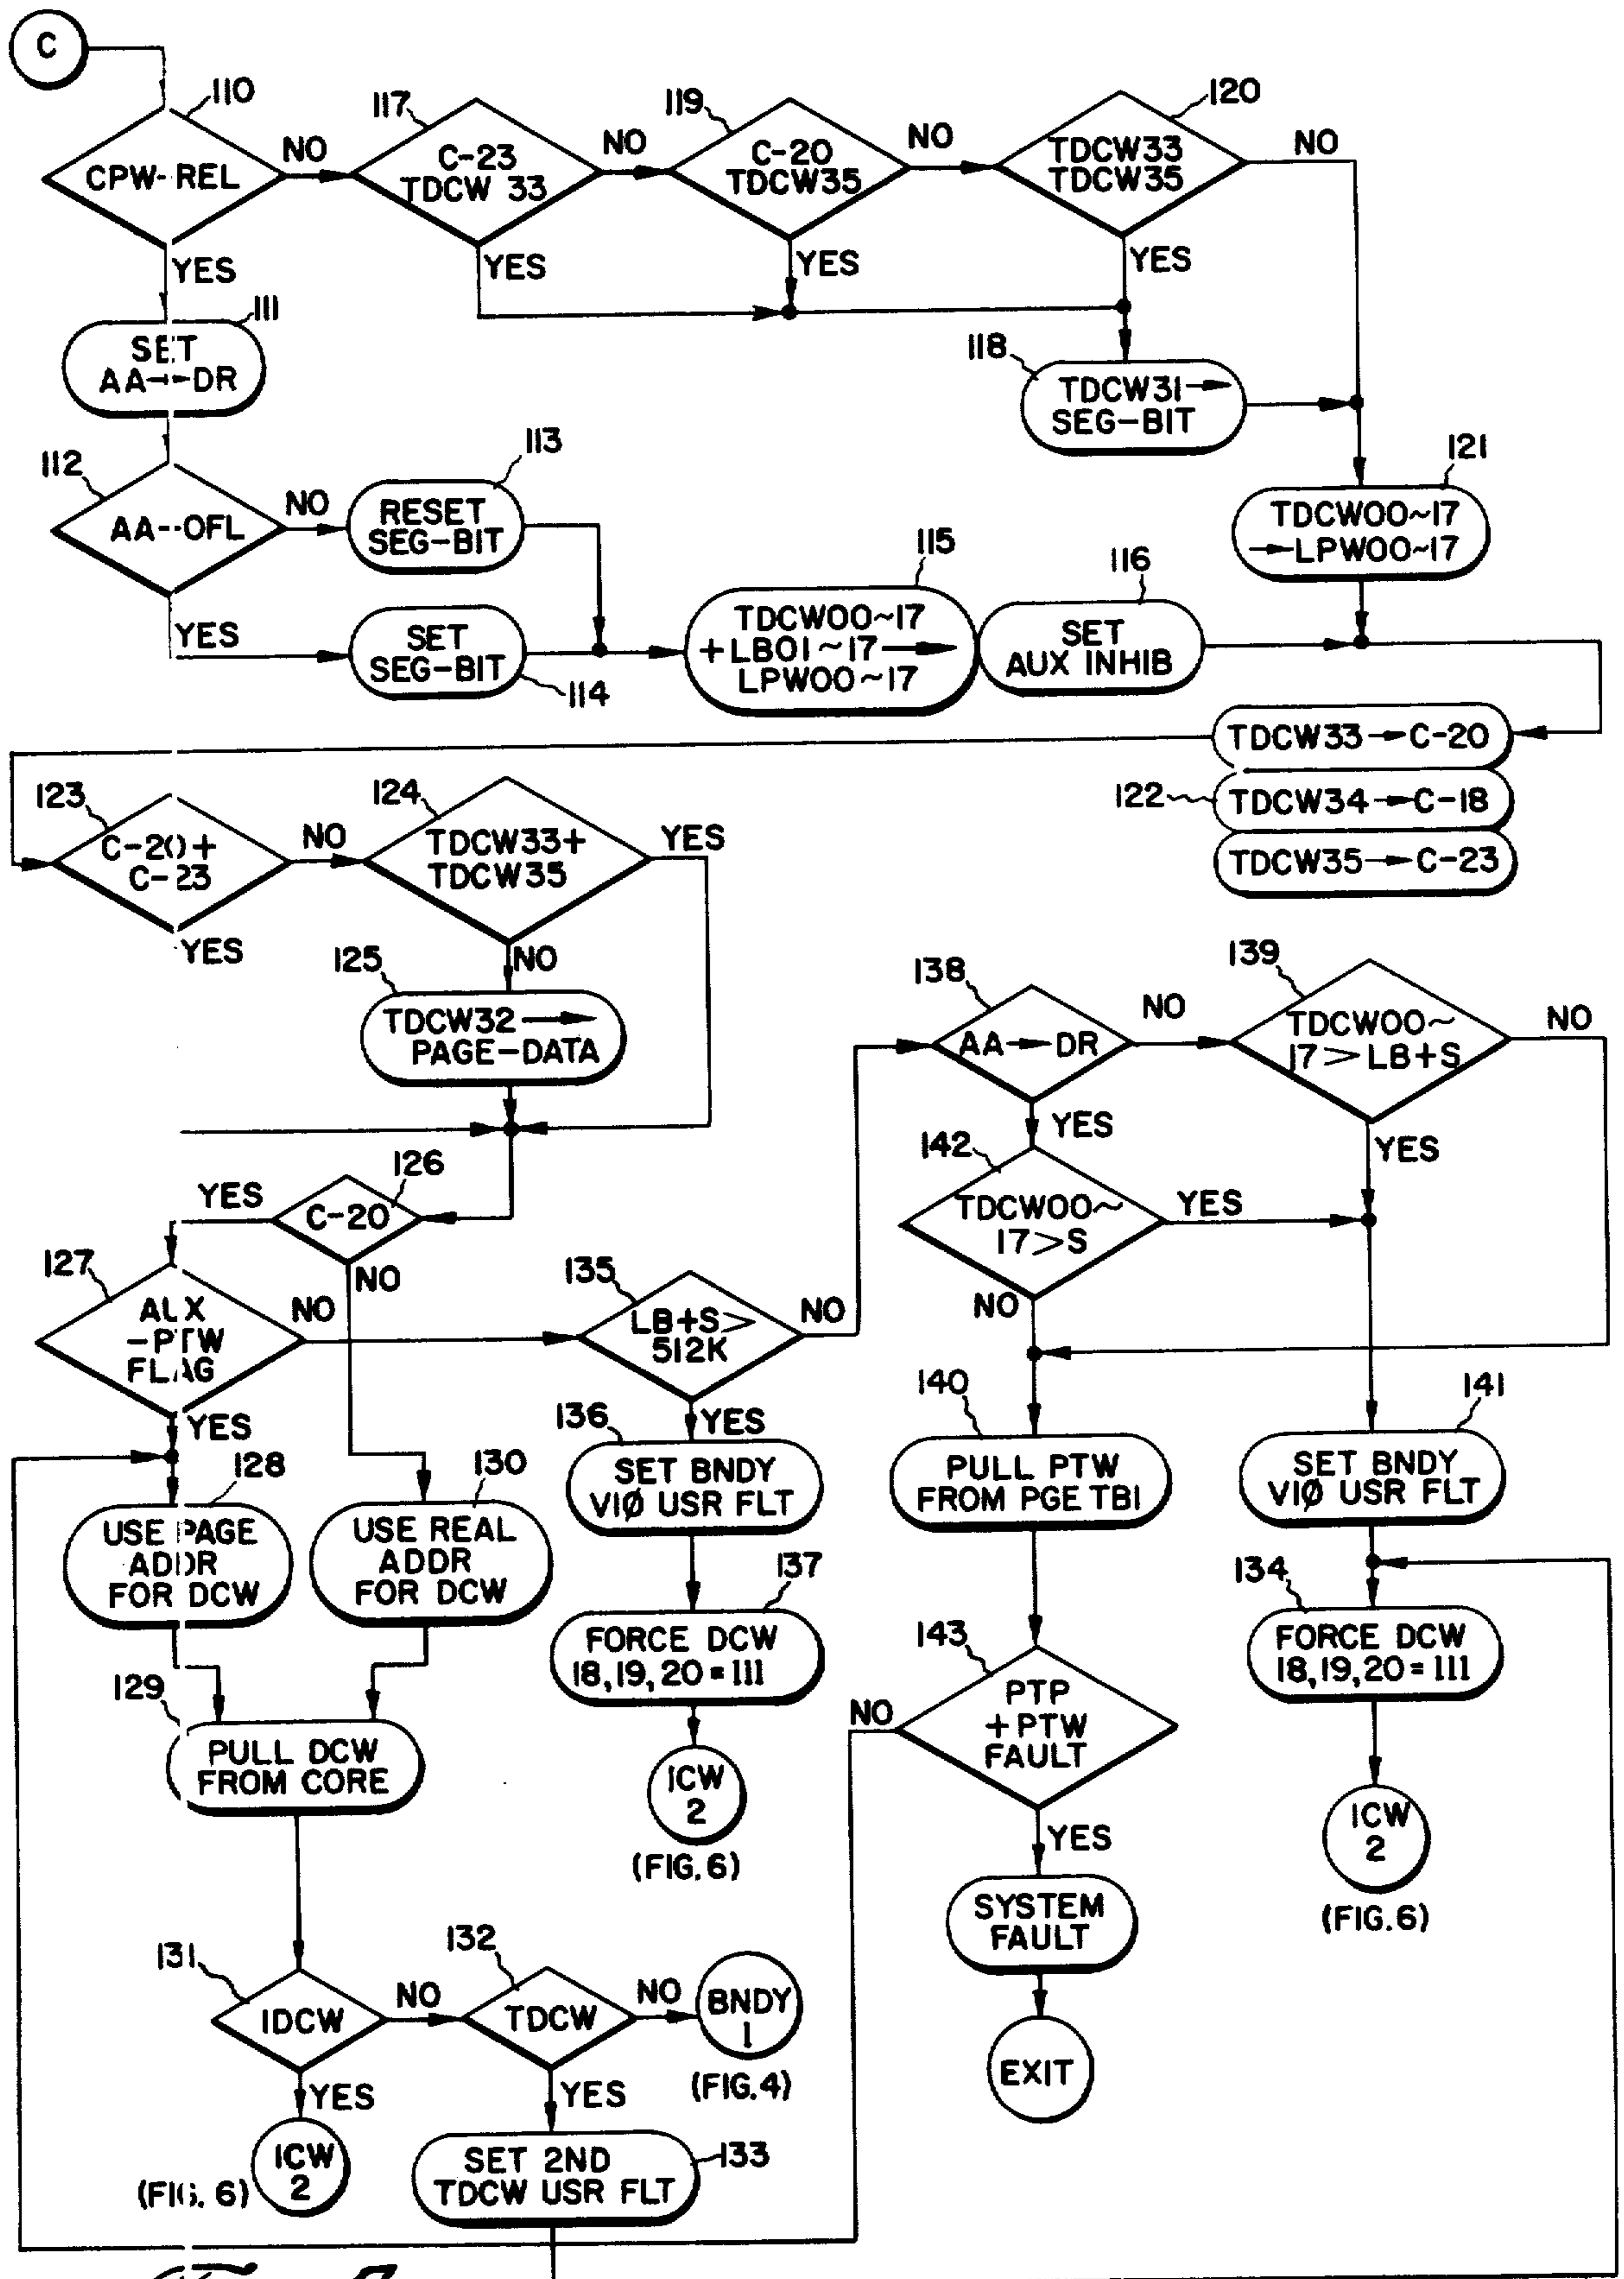 C
110
CPW-REL
NO
YES
117
C-23
TDCW 33
NO
YES
119
C-20
TDCW35
NO
YES
120
TDCW33
TDCW35
NO
YES
111
SET
AA→DR
118
TDCW31→
SEG-BIT
112
AA-OFL
NO
YES
113
RESET
SEG-BIT
SET
SEG-BIT
114
115
TDCW00~17
+LB01~17→
LPW00~17
116
SET
AUX INHIB
121
TDCW00~17
→LPW00~17
122
TDCW33→C-20
TDCW34→C-18
TDCW35→C-23
123
C-20+
C-23
NO
YES
124
TDCW33+
TDCW35
YES
NO
125
TDCW32→
PAGE-DATA
126
C-20
YES
NO
127
AUX
-PTW
FLAG
NO
YES
128
USE PAGE
ADDR
FOR DCW
130
USE REAL
ADDR
FOR DCW
129
PULL DCW
FROM CORE
131
IDCW
NO
YES
ICW
2
(FIG. 6)
132
TDCW
NO
YES
BNDY
1
(FIG.4)
133
SET 2ND
TDCW USR FLT
135
LB+S>
512K
NO
YES
136
SET BNDY
VIØ USR FLT
137
FORCE DCW
18,19,20=111
ICW
2
(FIG.6)
138
AA→DR
NO
YES
139
TDCW00~
17>LB+S
NO
YES
142
TDCW00~
17>S
YES
NO
140
PULL PTW
FROM PGE TBl
141
SET BNDY
VIØ USR FLT
134
FORCE DCW
18,19,20=111
ICW
2
(FIG.6)
143
PTP
+PTW
FAULT
NO
YES
SYSTEM
FAULT
EXIT